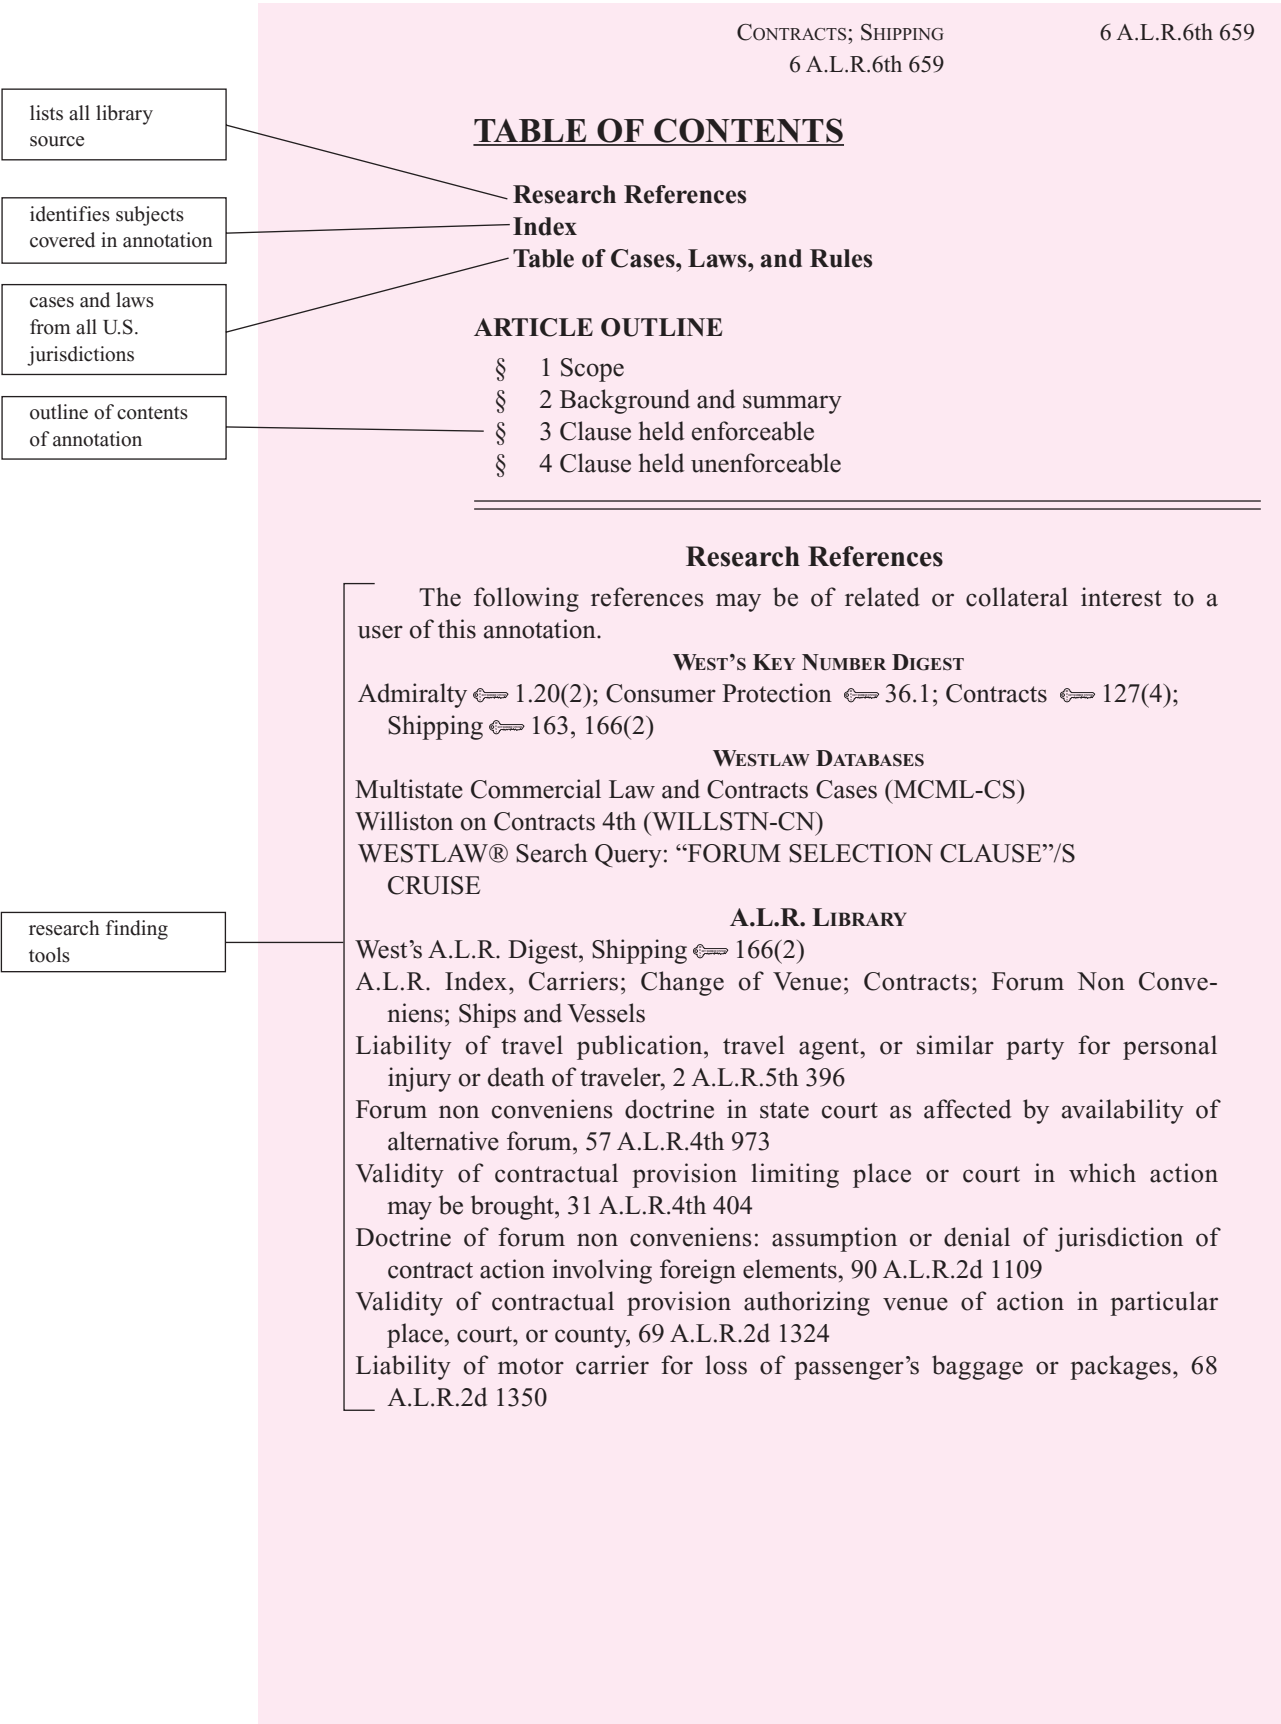 CONTRACTS; SHIPPING 6 A.L.R.6th 659
6 A.L.R.6th 659
lists all library
source
TABLE OF CONTENTS
Research References
identifies subjects
covered in annotation
Index
Table of Cases, Laws, and Rules
cases and laws
from all U.S.
jurisdictions
ARTICLE OUTLINE
§ 1 Scope
§ 2 Background and summary
outline of contents
of annotation
§ 3 Clause held enforceable
§ 4 Clause held unenforceable
Research References
The following references may be of related or collateral interest to a
user of this annotation.
WEST'S KEY NUMBER DIGEST
Admiralty 1.20(2); Consumer Protection 36.1; Contracts 127(4);
Shipping 163, 166(2)
WESTLAW DATABASES
Multistate Commercial Law and Contracts Cases (MCML-CS)
Williston on Contracts 4th (WILLSTN-CN)
WESTLAW® Search Query: “FORUM SELECTION CLAUSE”/S
CRUISE
research finding
tools
A.L.R. LIBRARY
West's A.L.R. Digest, Shipping 166(2)
A.L.R. Index, Carriers; Change of Venue; Contracts; Forum Non Conve-
niens; Ships and Vessels
Liability of travel publication, travel agent, or similar party for personal
injury or death of traveler, 2 A.L.R.5th 396
Forum non conveniens doctrine in state court as affected by availability of
alternative forum, 57 A.L.R.4th 973
Validity of contractual provision limiting place or court in which action
may be brought, 31 A.L.R.4th 404
Doctrine of forum non conveniens: assumption or denial of jurisdiction of
contract action involving foreign elements, 90 A.L.R.2d 1109
Validity of contractual provision authorizing venue of action in particular
place, court, or county, 69 A.L.R.2d 1324
Liability of motor carrier for loss of passenger's baggage or packages, 68
A.L.R.2d 1350